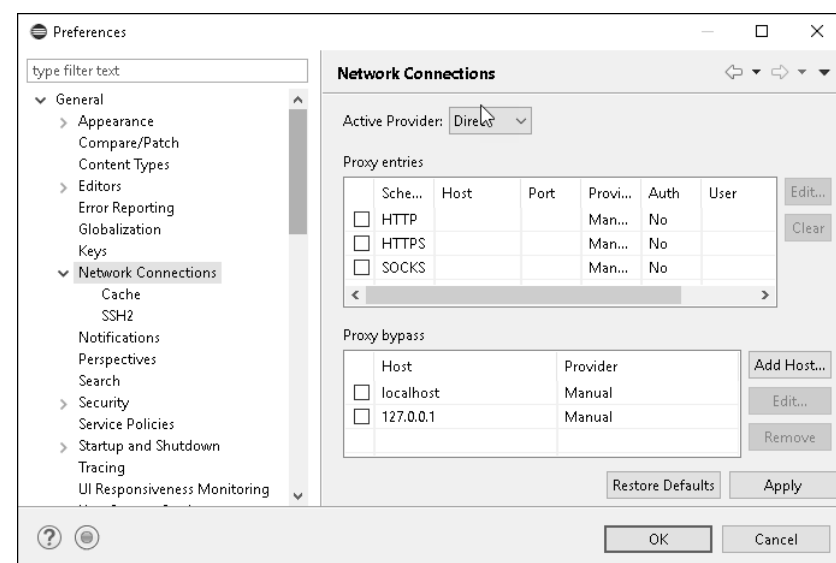 Preferences
type filter text
General
Appearance
Compare/Patch
Content Types
Editors
Error Reporting
Globalization
Keys
Network Connections
Cache
SSH2
Notifications
Perspectives
Search
Security
Service Policies
Startup and Shutdown
Tracing
UI Responsiveness Monitoring
Network Connections
Active Provider:
Proxy entries
Sche... Host Port Provi... Auth User
HTTP Man... No
HTTPS Man... No
SOCKS Man... No
Edit...
Clear
Proxy bypass
Host Provider
localhost Manual
127.0.0.1 Manual
Add Host...
Edit...
Remove
Restore Defaults Apply
OK Cancel